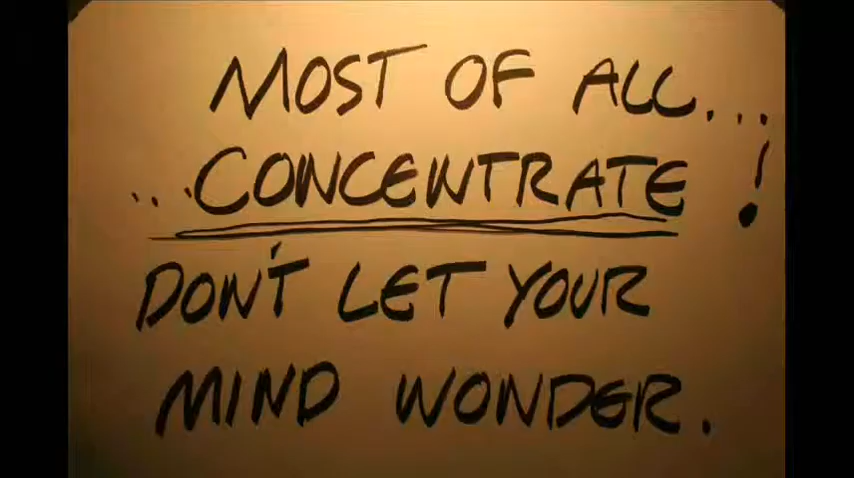 MOST OF ALL...
...CONCENTRATE!
DON'T LET YOUR
MIND WONDER.